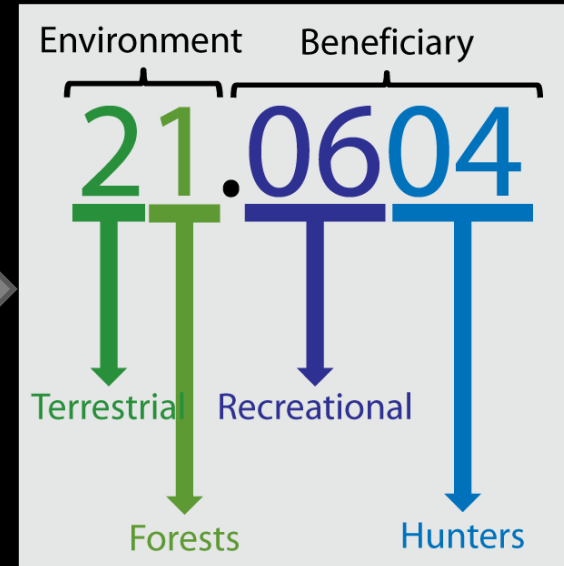 Environment Beneficiary
21.0604
Terrestrial Recreational
Forests Hunters